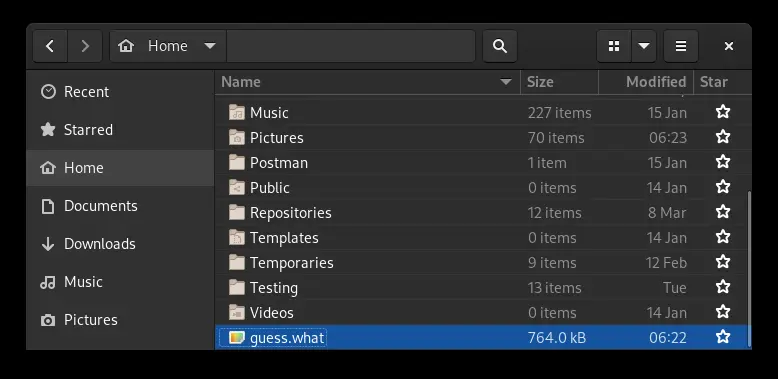 Home
Name Size Modified Star
Recent
Starred
Home
Documents
Downloads
Music
Pictures
Music 227 items 15 Jan
Pictures 70 items 06:23
Postman 1 item 15 Jan
Public 0 items 14 Jan
Repositories 12 items 8 Mar
Templates 0 items 14 Jan
Temporaries 9 items 12 Feb
Testing 13 items Tue
Videos 0 items 14 Jan
guess.what 764.0 kB 06:22